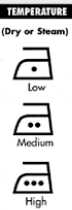 TEMPERATURE
(Dry or Steam)
Low
Medium
High